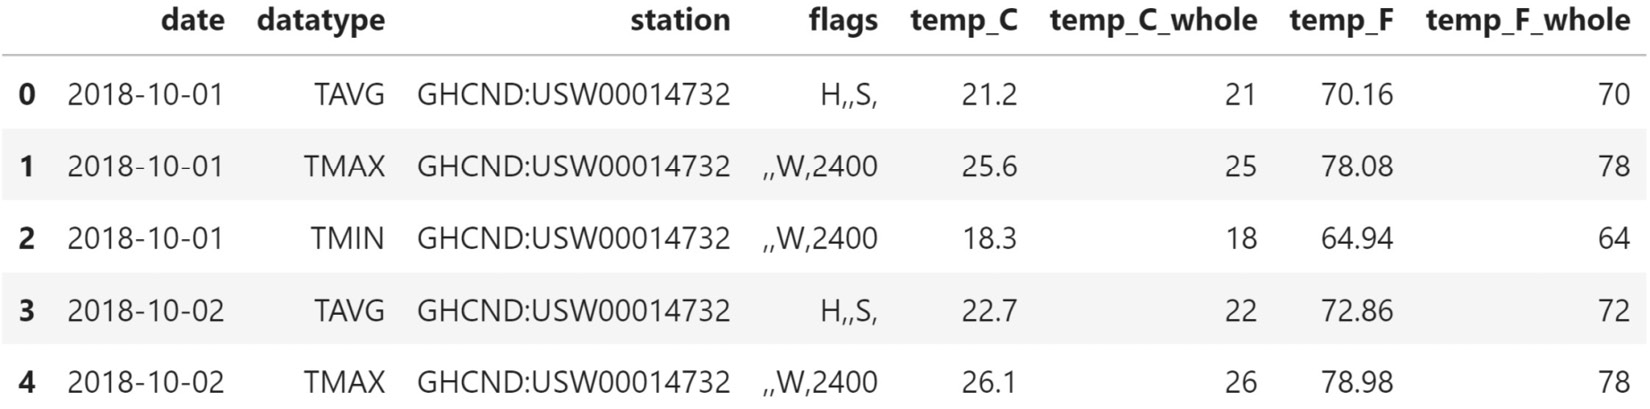 date datatype station flags temp_C temp_C_whole temp_F temp_F_whole
0 2018-10-01 TAVG GHCND:USW00014732 H,,S, 21.2 21 70.16 70
1 2018-10-01 TMAX GHCND:USW00014732 ,,W,2400 25.6 25 78.08 78
2 2018-10-01 TMIN GHCND:USW00014732 ,,W,2400 18.3 18 64.94 64
3 2018-10-02 TAVG GHCND:USW00014732 H,,S, 22.7 22 72.86 72
4 2018-10-02 TMAX GHCND:USW00014732 ,,W,2400 26.1 26 78.98 78